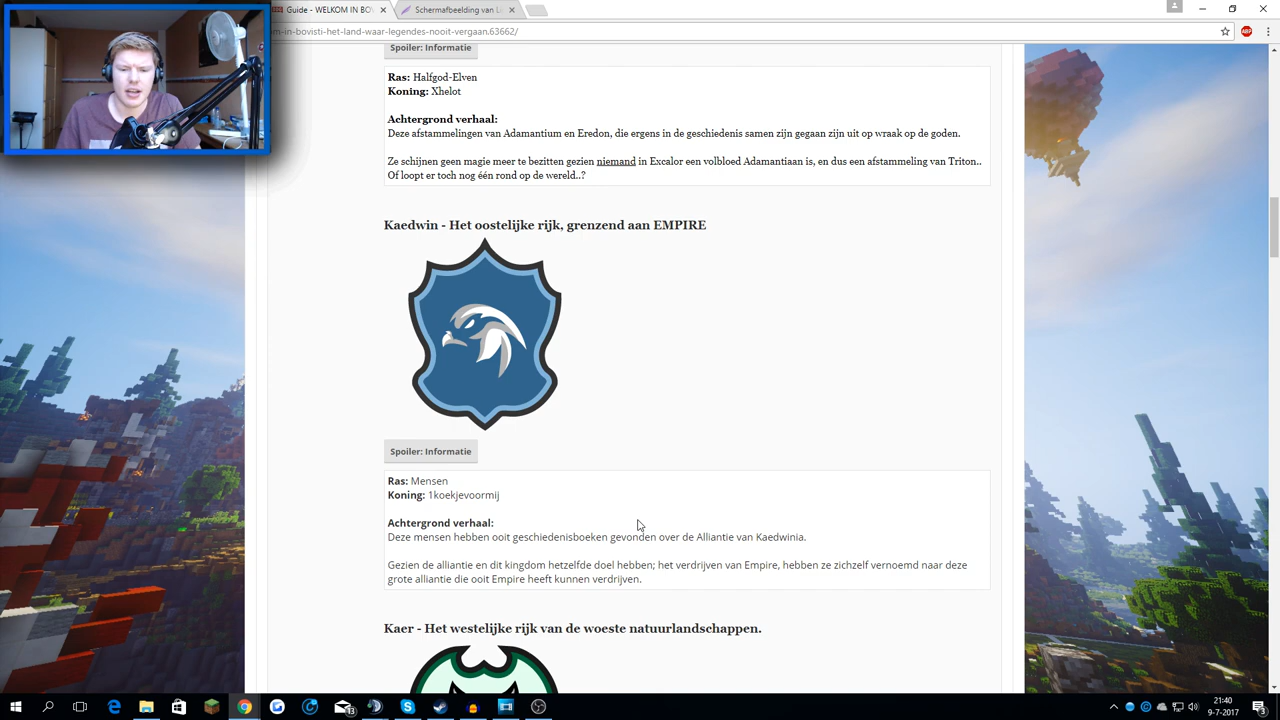 Guide - WELKOM IN BOV
Schermafbeelding van Li
m-in-bovisti-het-land-waar-legendes-nooit-vergaan.63662/
ABP
Spoiler: Informatie
Ras: Halfgod-Elven
Koning: Xhelot
Achtergrond verhaal:
Deze afstammelingen van Adamantium en Eredon, die ergens in de geschiedenis samen zijn gegaan zijn uit op wraak op de goden.
Ze schijnen geen magie meer te bezitten gezien niemand in Excalor een volbloed Adamantiaan is, en dus een afstammeling van Triton..
Of loopt er toch nog één rond op de wereld..?
Kaedwin - Het oostelijke rijk, grenzend aan EMPIRE
Spoiler: Informatie
Ras: Mensen
Koning: 1koekjevoormij
Achtergrond verhaal:
Deze mensen hebben ooit geschiedenisboeken gevonden over de Alliantie van Kaedwinia.
Gezien de alliantie en dit kingdom hetzelfde doel hebben; het verdrijven van Empire, hebben ze zichzelf vernoemd naar deze
grote alliantie die ooit Empire heeft kunnen verdrijven.
Kaer - Het westelijke rijk van de woeste natuurlandschappen.
13
21:40
9-7-2017
3